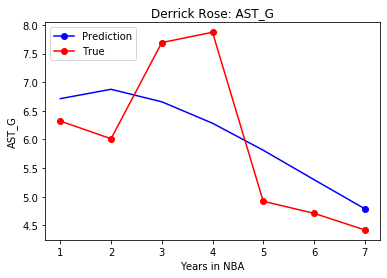 Derrick Rose: AST_G
Prediction
True
8.0
7.5
7.0
6.5
6.0
5.5
5.0
4.5
AST_G
1 2 3 4 5 6 7
Years in NBA